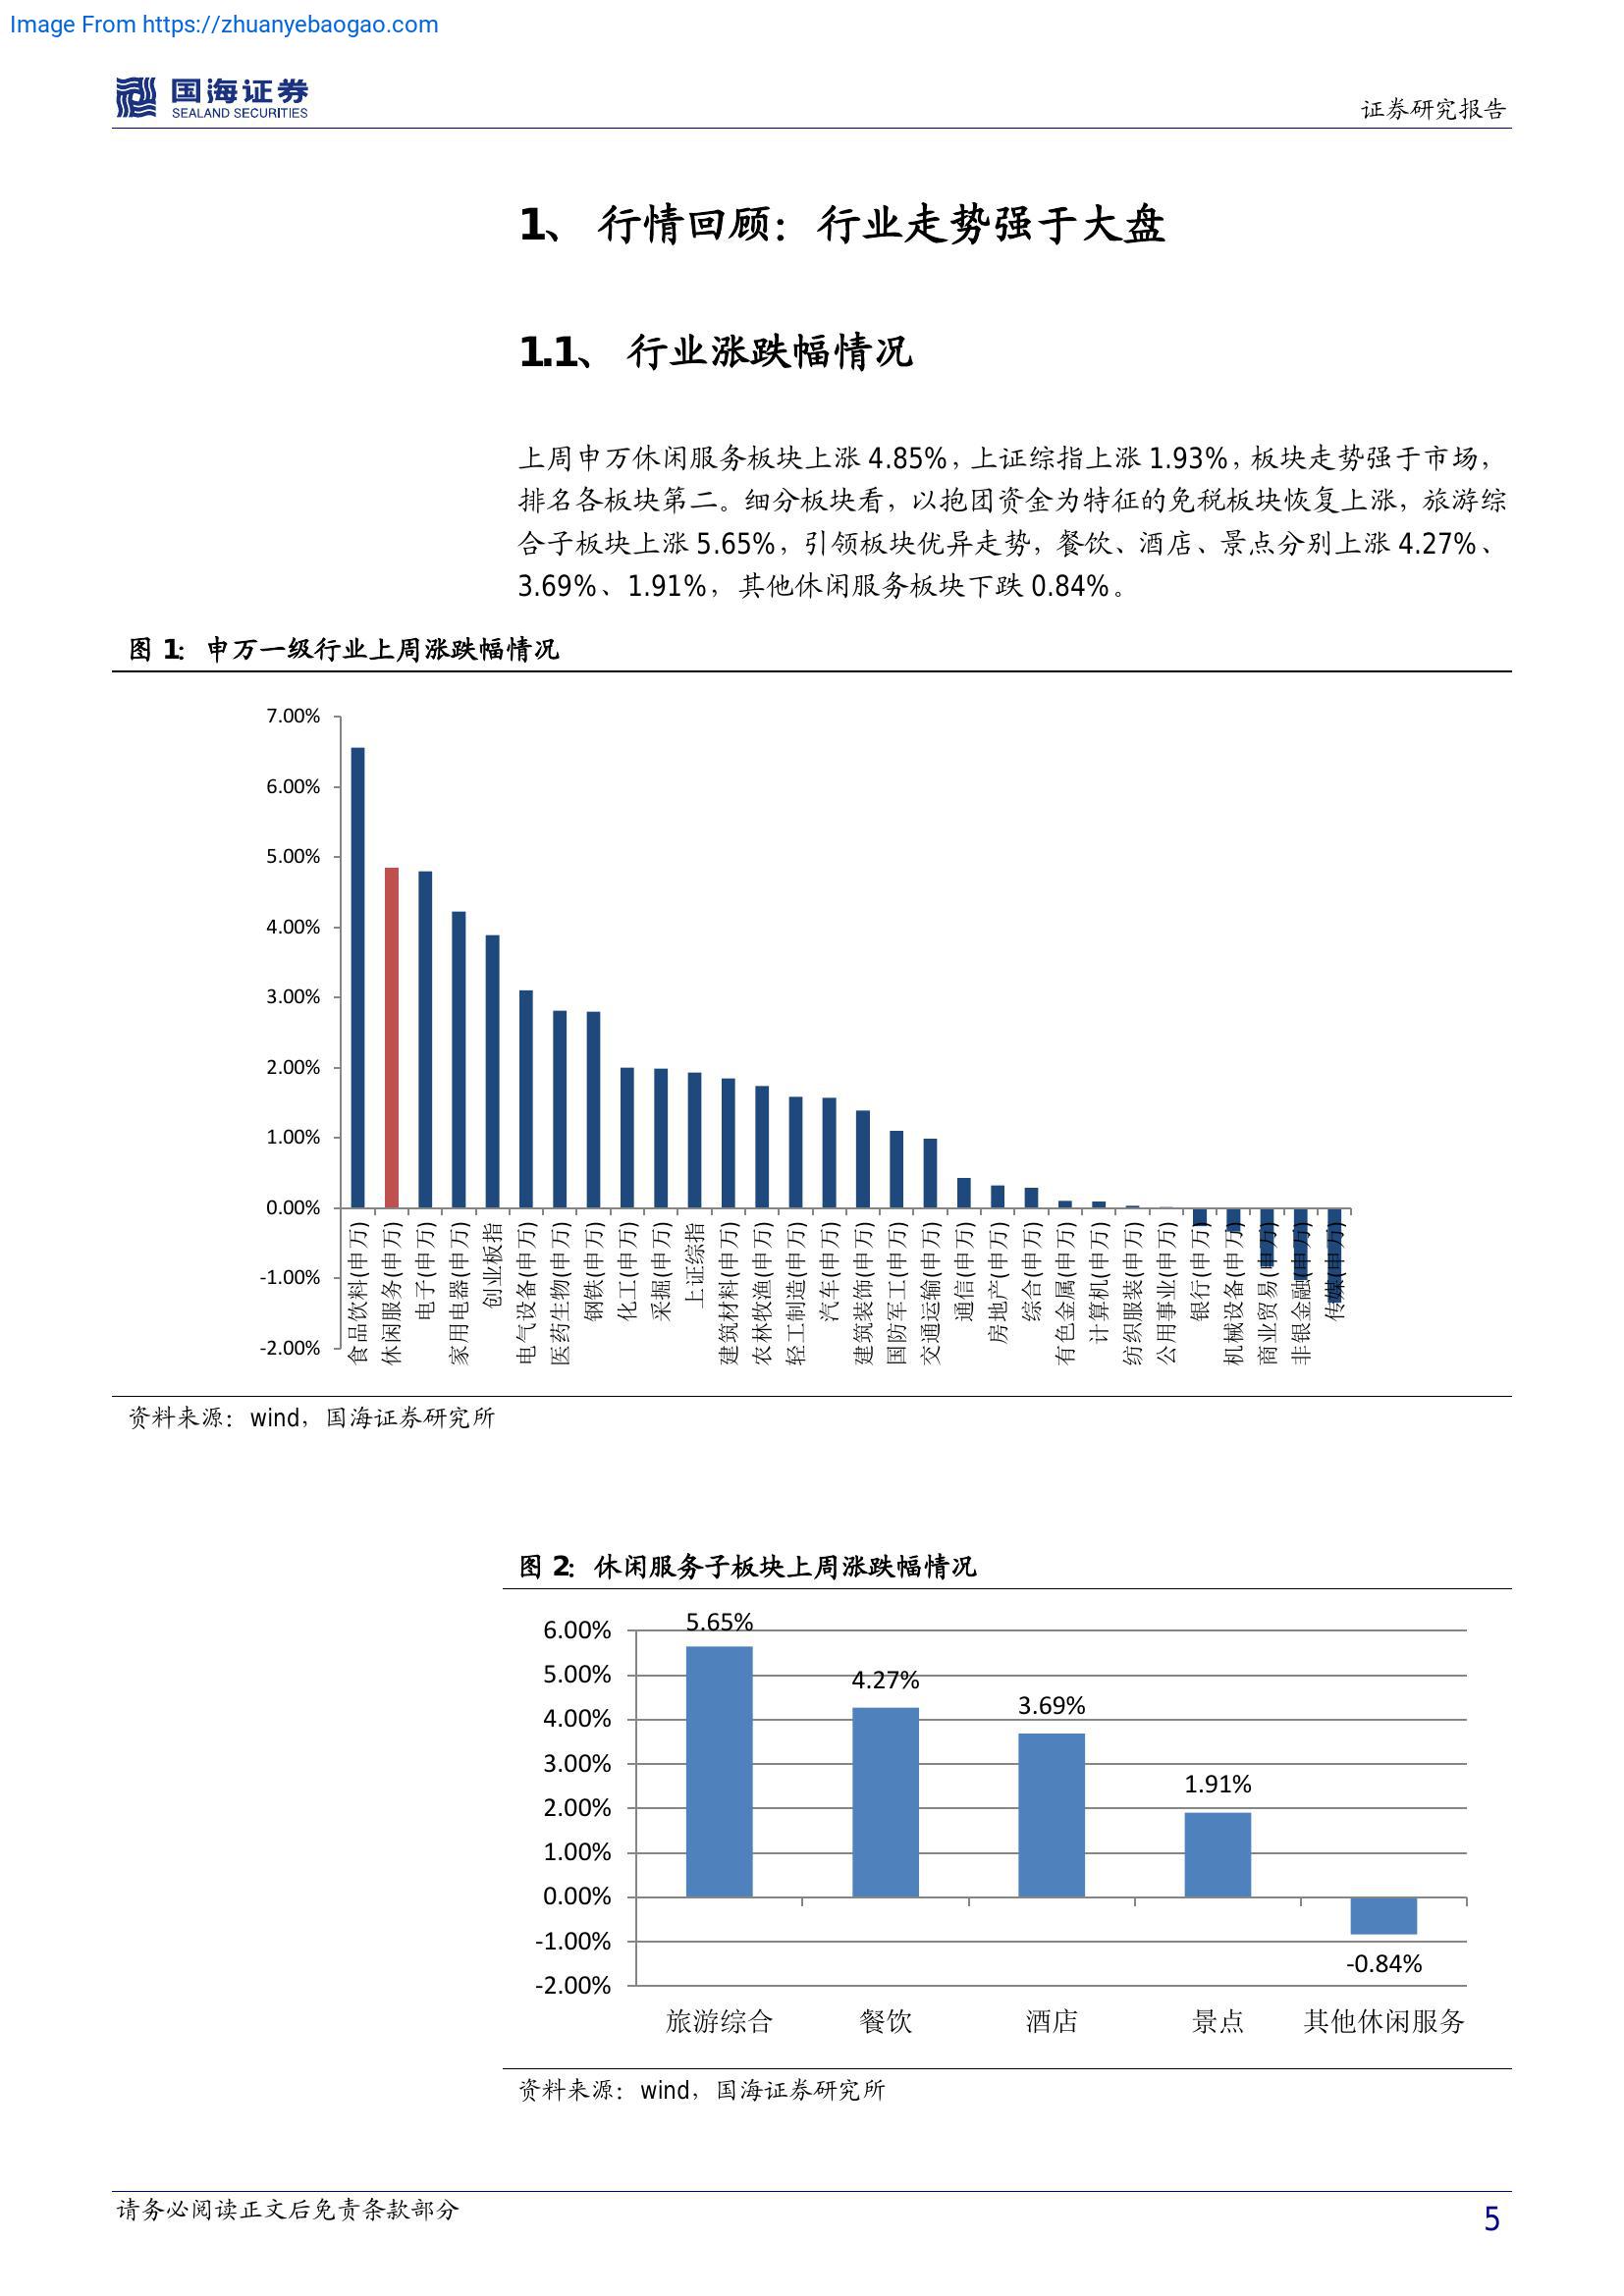 Image From https://zhuanyebaogao.com
国海证券
SEALAND SECURITIES
证券研究报告
1、 行情回顾：行业走势强于大盘
1.1、 行业涨跌幅情况
上周申万休闲服务板块上涨 4.85%，上证综指上涨 1.93%，板块走势强于市场，
排名各板块第二。细分板块看，以抱团资金为特征的免税板块恢复上涨，旅游综
合子板块上涨 5.65%，引领板块优异走势，餐饮、酒店、景点分别上涨 4.27%、
3.69%、1.91%，其他休闲服务板块下跌 0.84%。
图 1：申万一级行业上周涨跌幅情况
7.00%
6.00%
5.00%
4.00%
3.00%
2.00%
1.00%
0.00%
-1.00%
-2.00%
食品饮料(申万)
休闲服务(申万)
电子(申万)
家用电器(申万)
创业板指
电气设备(申万)
医药生物(申万)
钢铁(申万)
化工(申万)
采掘(申万)
上证综指
建筑材料(申万)
农林牧渔(申万)
轻工制造(申万)
汽车(申万)
建筑装饰(申万)
国防军工(申万)
交通运输(申万)
通信(申万)
房地产(申万)
综合(申万)
有色金属(申万)
计算机(申万)
纺织服装(申万)
公用事业(申万)
银行(申万)
机械设备(申万)
商业贸易(申万)
非银金融(申万)
传媒(申万)
资料来源：wind，国海证券研究所
图 2：休闲服务子板块上周涨跌幅情况
6.00%
5.00%
4.00%
3.00%
2.00%
1.00%
0.00%
-1.00%
-2.00%
5.65%
4.27%
3.69%
1.91%
-0.84%
旅游综合
餐饮
酒店
景点
其他休闲服务
资料来源：wind，国海证券研究所
请务必阅读正文后免责条款部分
5